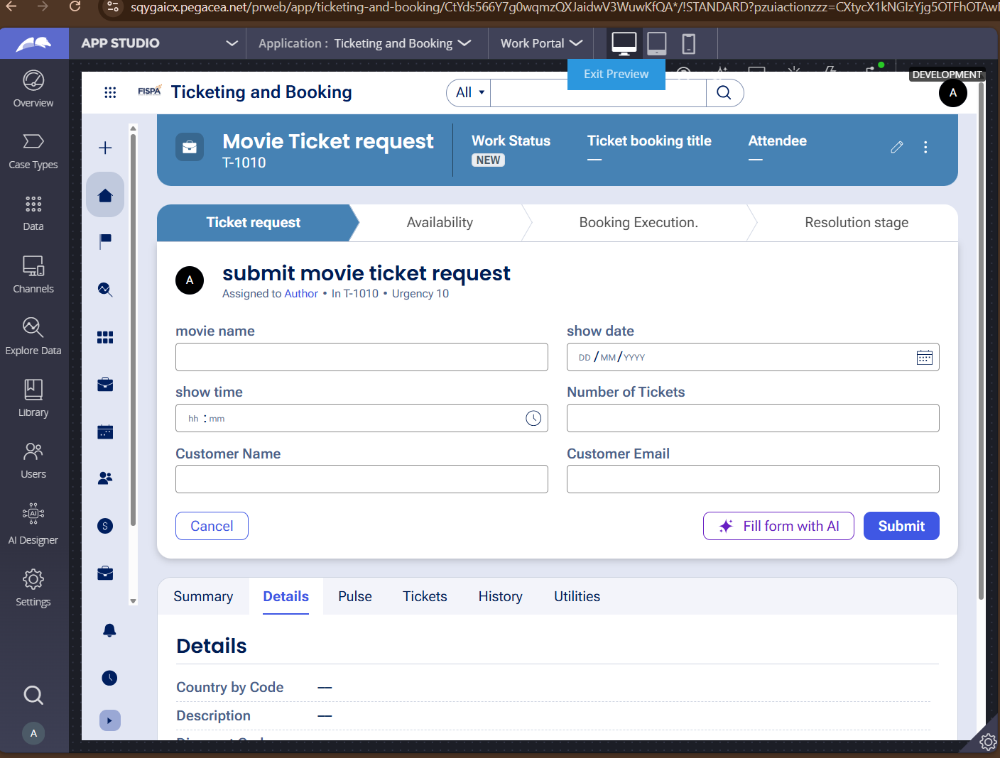 sqygaicx.pegacea.net/prweb/app/ticketing-and-booking/CtYds566Y7g0wqmzQXJaidwV3WuwKfQA*/!STANDARD?pzuiactionzzz=CXtycX1kNGIzYjg5OTFhOTAwI
APP STUDIO
Application : Ticketing and Booking
Work Portal
Exit Preview
DEVELOPMENT
Overview
Case Types
Data
Channels
Explore Data
Library
Users
AI
AI Designer
Settings
A
FISPA
Ticketing and Booking
All
A
S
Movie Ticket request
T-1010
Work Status
NEW
Ticket booking title
––
Attendee
––
Ticket request
Availability
Booking Execution.
Resolution stage
A
submit movie ticket request
Assigned to Author • In T-1010 • Urgency 10
movie name
show date
DD / MM / YYYY
show time
hh : mm
Number of Tickets
Customer Name
Customer Email
Cancel
Fill form with AI
Submit
Summary
Details
Pulse
Tickets
History
Utilities
Details
Country by Code ––
Description ––